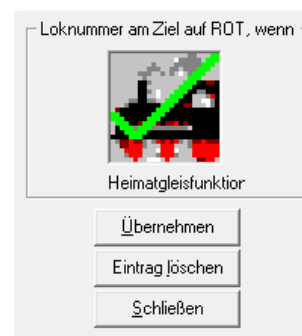 Loknummer am Ziel auf ROT, wenn
Heimatgleisfunktior
Übernehmen
Eintrag löschen
Schließen